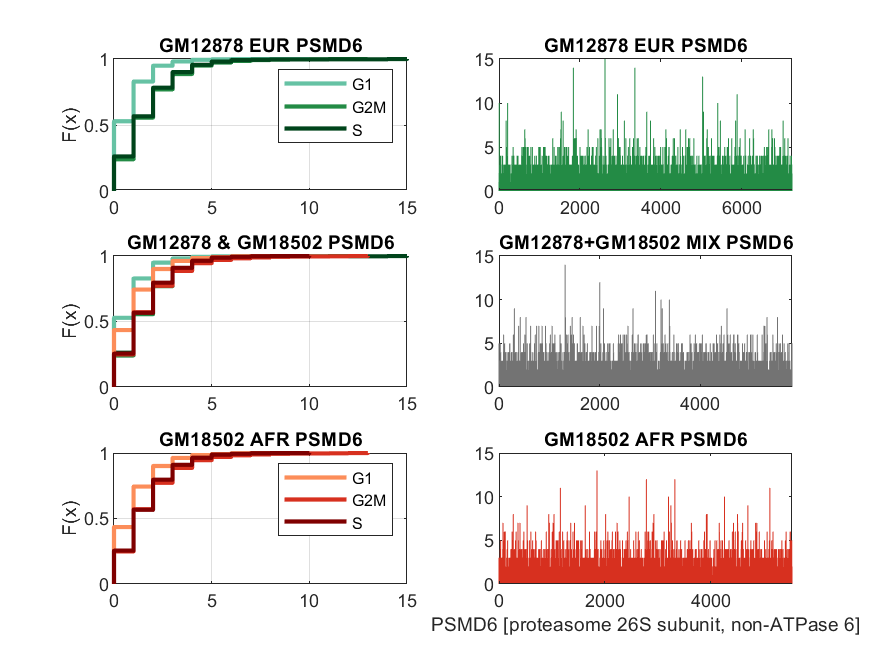 GM12878 EUR PSMD6
1
0.5
0
F(x)
0 5 10 15
G1
G2M
S
GM12878 EUR PSMD6
15
10
5
0
0 2000 4000 6000
GM12878 & GM18502 PSMD6
1
0.5
0
F(x)
0 5 10 15
GM12878+GM18502 MIX PSMD6
15
10
5
0
0 2000 4000
GM18502 AFR PSMD6
1
0.5
0
F(x)
0 5 10 15
G1
G2M
S
GM18502 AFR PSMD6
15
10
5
0
0 2000 4000
PSMD6 [proteasome 26S subunit, non-ATPase 6]